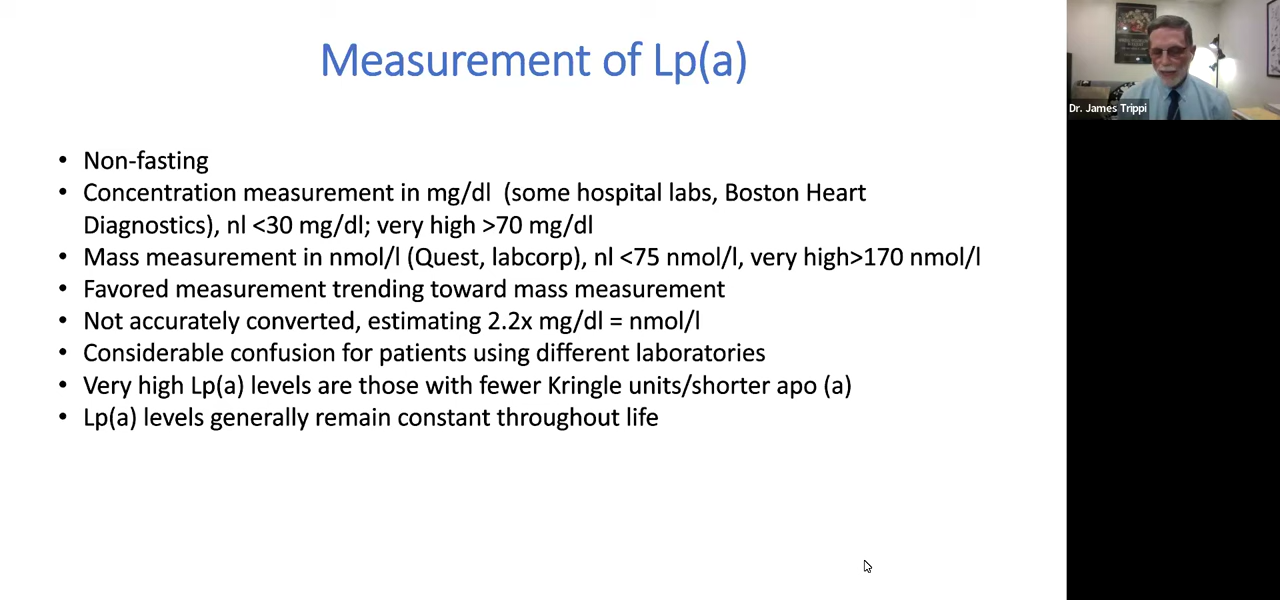 Measurement of Lp(a)
Dr. James Trippi
• Non-fasting
• Concentration measurement in mg/dl  (some hospital labs, Boston Heart
Diagnostics), nl <30 mg/dl; very high >70 mg/dl
• Mass measurement in nmol/l (Quest, labcorp), nl <75 nmol/l, very high>170 nmol/l
• Favored measurement trending toward mass measurement
• Not accurately converted, estimating 2.2x mg/dl = nmol/l
• Considerable confusion for patients using different laboratories
• Very high Lp(a) levels are those with fewer Kringle units/shorter apo (a)
• Lp(a) levels generally remain constant throughout life